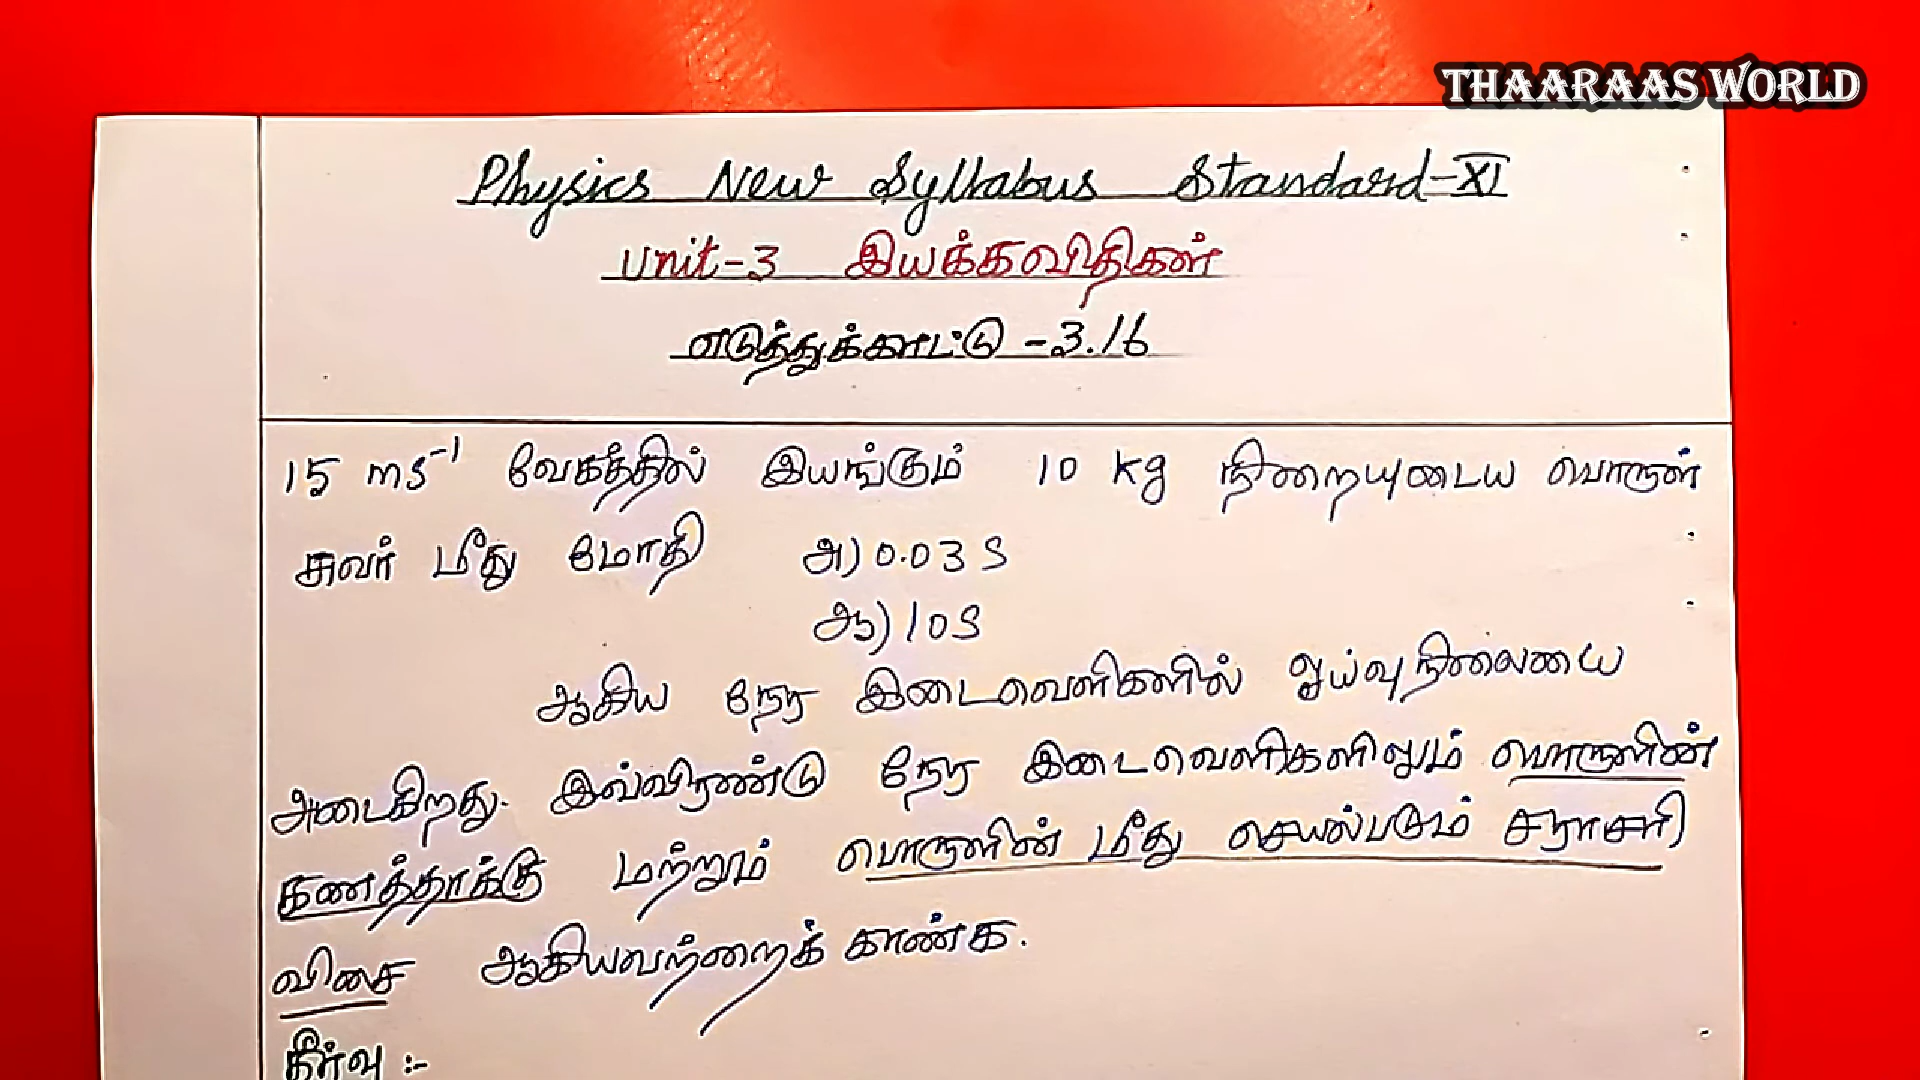 THAARAAS WORLD
Physics New Syllabus Standard-XI
Unit-3 இயக்கவிதிகள்
எடுத்துக்காட்டு -3.16
15 ms⁻¹ வேகத்தில் இயங்கும் 10 kg நிறையுடைய பொருள்
சுவர் மீது மோதி அ) 0.03 S
ஆ) 10 S
ஆகிய நேர இடைவெளிகளில் ஓய்வு நிலையை
அடைகிறது. இவ்விரண்டு நேர இடைவெளிகளிலும் பொருளின்
கணத்தாக்கு மற்றும் பொருளின் மீது செயல்படும் சராசரி
விசை ஆகியவற்றைக் காண்க.
தீர்வு :-